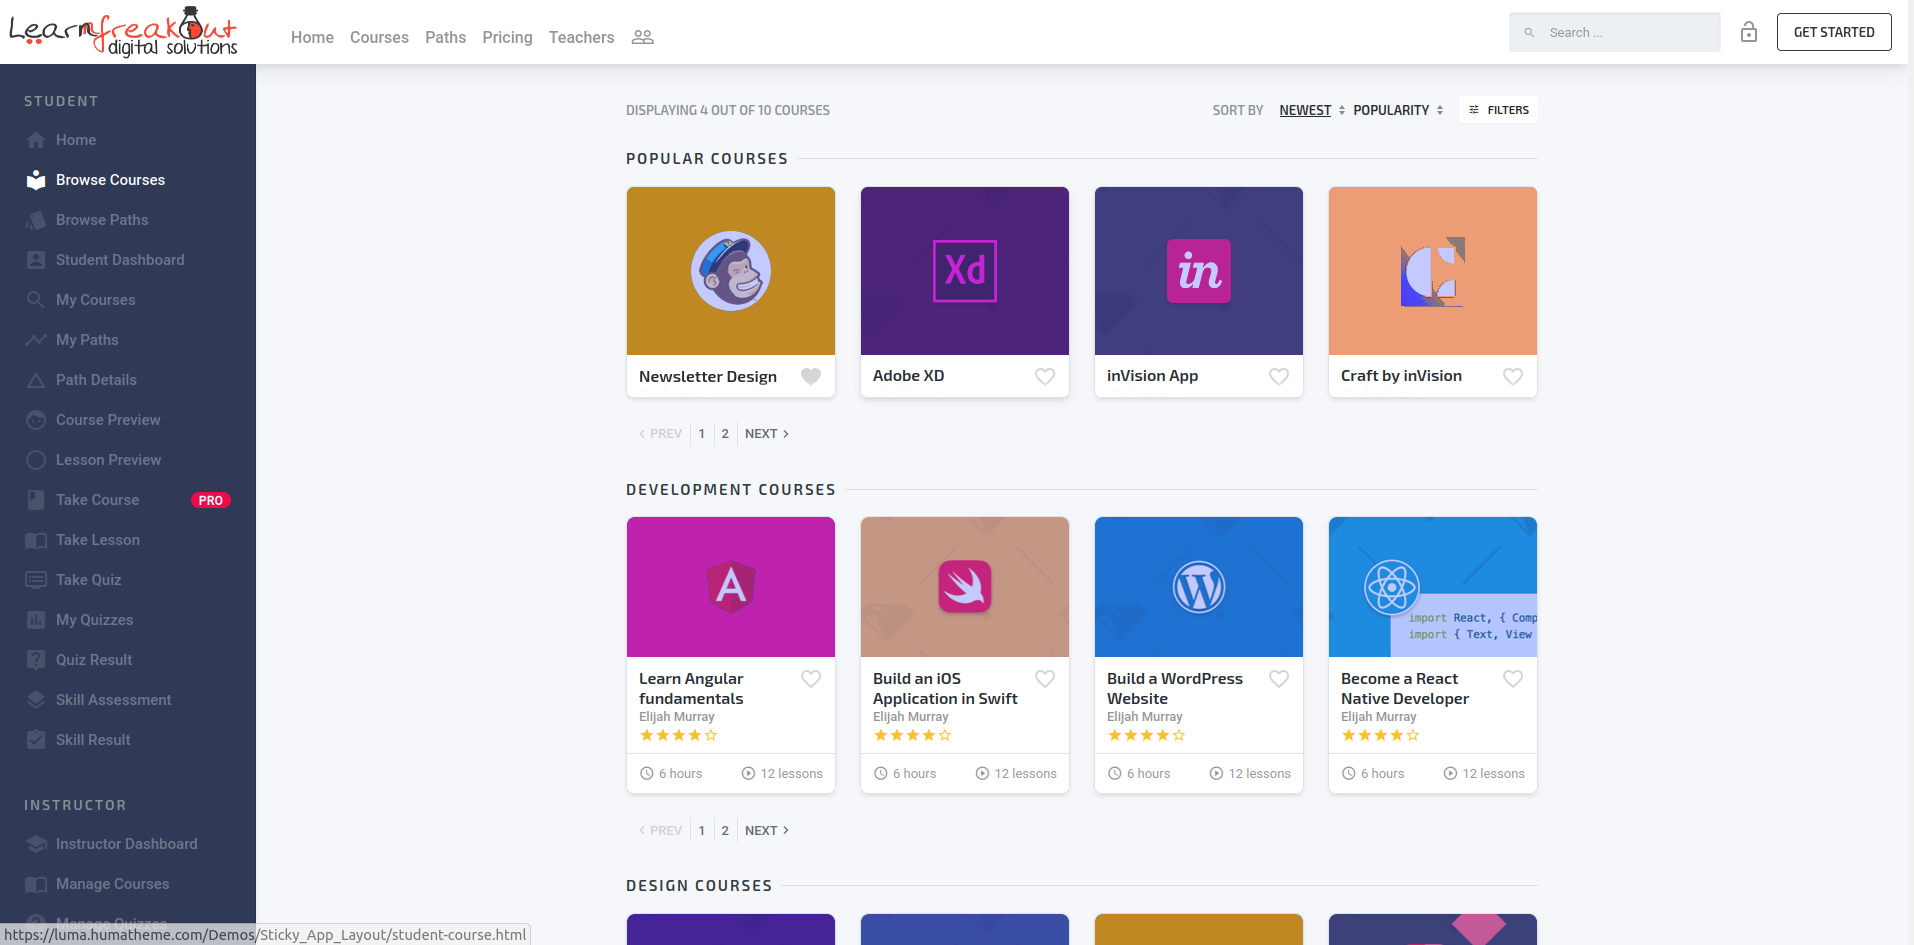 Learnfreakout
digital solutions
Home Courses Paths Pricing Teachers
Search ...
GET STARTED
STUDENT
Home
Browse Courses
Browse Paths
Student Dashboard
My Courses
My Paths
Path Details
Course Preview
Lesson Preview
Take Course PRO
Take Lesson
Take Quiz
My Quizzes
Quiz Result
Skill Assessment
Skill Result
INSTRUCTOR
Instructor Dashboard
Manage Courses
Manage Quizzes
https://luma.humatheme.com/Demos/Sticky_App_Layout/student-course.html
DISPLAYING 4 OUT OF 10 COURSES
SORT BY NEWEST POPULARITY FILTERS
POPULAR COURSES
Xd
in
Newsletter Design
Adobe XD
inVision App
Craft by inVision
PREV 1 2 NEXT
DEVELOPMENT COURSES
A
W
import React, { Comp
import { Text, View
Learn Angular
fundamentals
Elijah Murray
6 hours 12 lessons
Build an iOS
Application in Swift
Elijah Murray
6 hours 12 lessons
Build a WordPress
Website
Elijah Murray
6 hours 12 lessons
Become a React
Native Developer
Elijah Murray
6 hours 12 lessons
PREV 1 2 NEXT
DESIGN COURSES